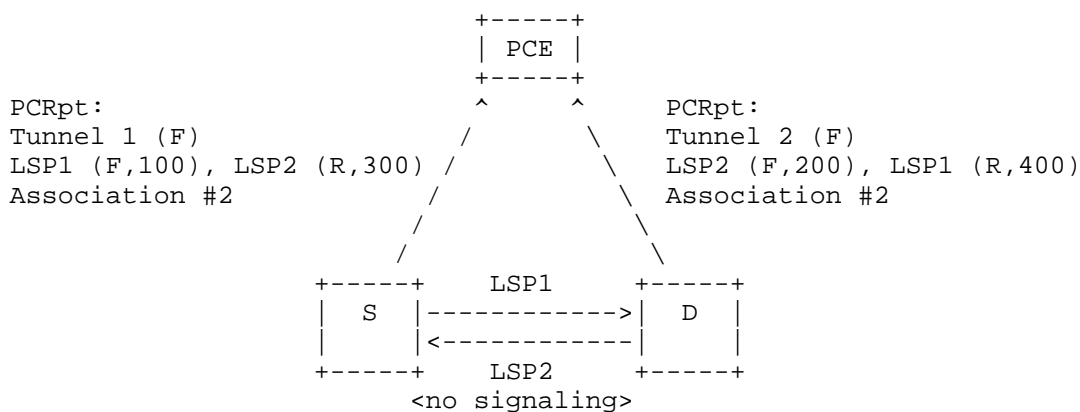 PCE
PCRpt: PCRpt:
Tunnel 1 (F) Tunnel 2 (F)
LSP1 (F,100), LSP2 (R,300) LSP2 (F,200), LSP1 (R,400)
Association #2 Association #2
LSP1
S D
LSP2
<no signaling>